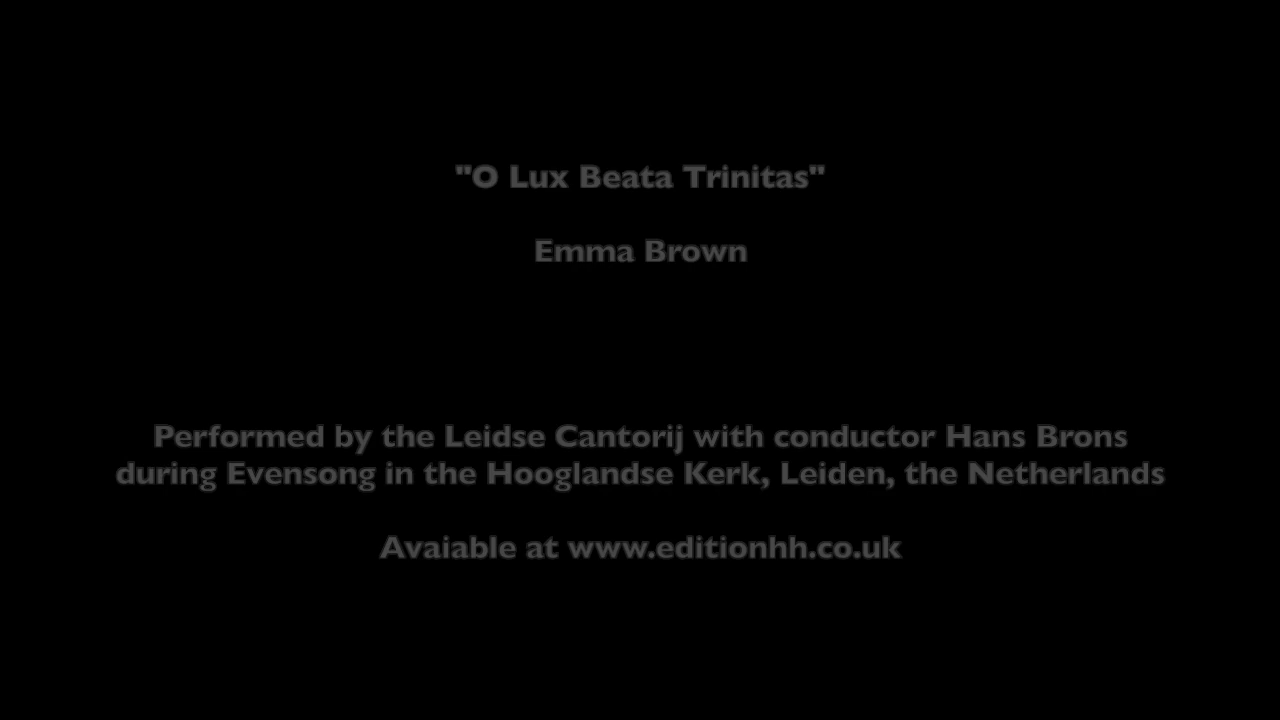 "O Lux Beata Trinitas"
Emma Brown
Performed by the Leidse Cantorij with conductor Hans Brons
during Evensong in the Hooglandse Kerk, Leiden, the Netherlands
Avaiable at www.editionhh.co.uk